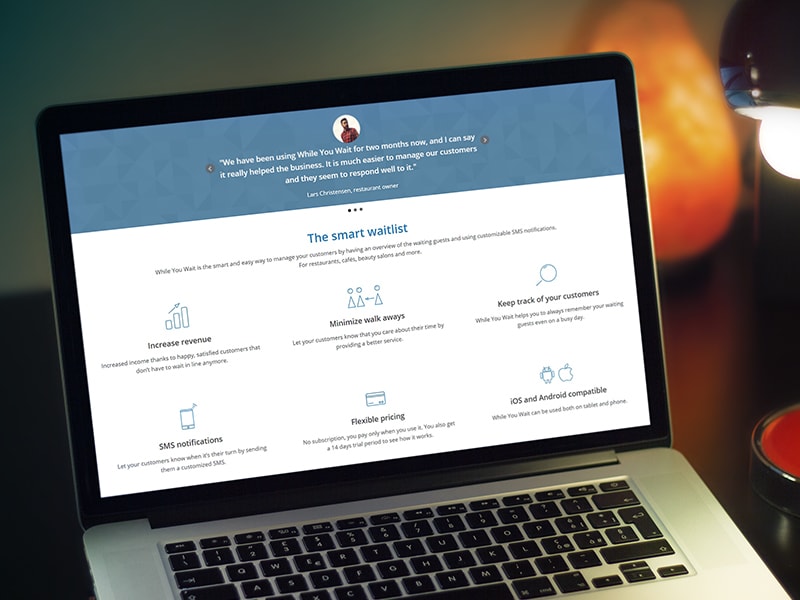 "We have been using While You Wait for two months now, and I can say
it really helped the business. It is much easier to manage our customers
and they seem to respond well to it."
Lars Christensen, restaurant owner
The smart waitlist
While You Wait is the smart and easy way to manage your customers by having an overview of the waiting guests and using customizable SMS notifications.
For restaurants, cafés, beauty salons and more.
Increase revenue
Increased income thanks to happy, satisfied customers that
don't have to wait in line anymore.
Minimize walk aways
Let your customers know that you care about their time by
providing a better service.
Keep track of your customers
While You Wait helps you to always remember your waiting
guests even on a busy day.
SMS notifications
Let your customers know when it's their turn by sending
them a customized SMS.
Flexible pricing
No subscription, you pay only when you use it. You also get
a 14 days trial period to see how it works.
iOS and Android compatible
While You Wait can be used both on tablet and phone.